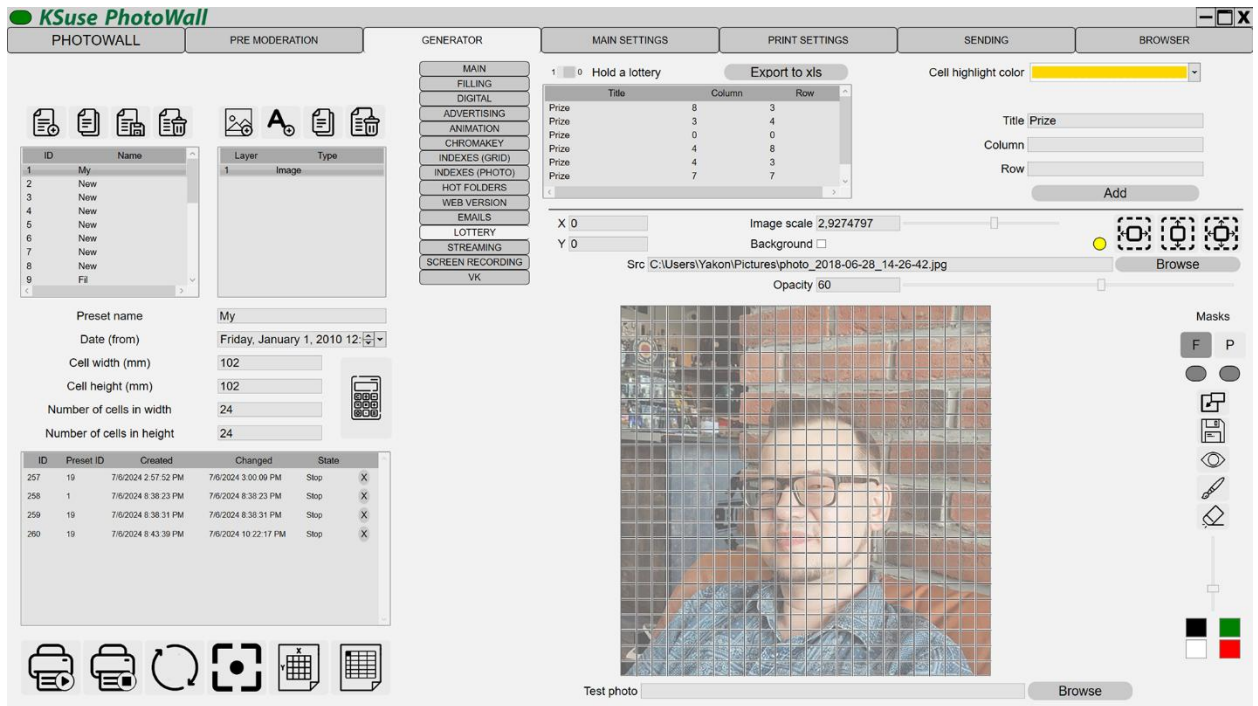 KSuse PhotoWall
X
PHOTOWALL PRE MODERATION GENERATOR MAIN SETTINGS PRINT SETTINGS SENDING BROWSER
MAIN
FILLING
DIGITAL
ADVERTISING
ANIMATION
CHROMAKEY
INDEXES (GRID)
INDEXES (PHOTO)
HOT FOLDERS
WEB VERSION
EMAILS
LOTTERY
STREAMING
SCREEN RECORDING
VK
ID Name
1 My
2 New
3 New
4 New
5 New
6 New
7 New
8 New
9 Fil
Layer Type
1 Image
Preset name My
Date (from) Friday, January 1, 2010 12:
Cell width (mm) 102
Cell height (mm) 102
Number of cells in width 24
Number of cells in height 24
ID Preset ID Created Changed State
257 19 7/6/2024 2:57:52 PM 7/6/2024 3:00:09 PM Stop X
258 1 7/6/2024 8:38:23 PM 7/6/2024 8:38:23 PM Stop X
259 19 7/6/2024 8:38:31 PM 7/6/2024 8:38:31 PM Stop X
260 19 7/6/2024 8:43:39 PM 7/6/2024 10:22:17 PM Stop X
X
Y
1 0 Hold a lottery Export to xls
Title Column Row
Prize 8 3
Prize 3 4
Prize 0 0
Prize 4 8
Prize 4 3
Prize 7 7
Cell highlight color
Title Prize
Column
Row
Add
X 0 Image scale 2,9274797
Y 0 Background
Src C:\Users\Yakon\Pictures\photo_2018-06-28_14-26-42.jpg Browse
Opacity 60
Masks
F P
Test photo Browse